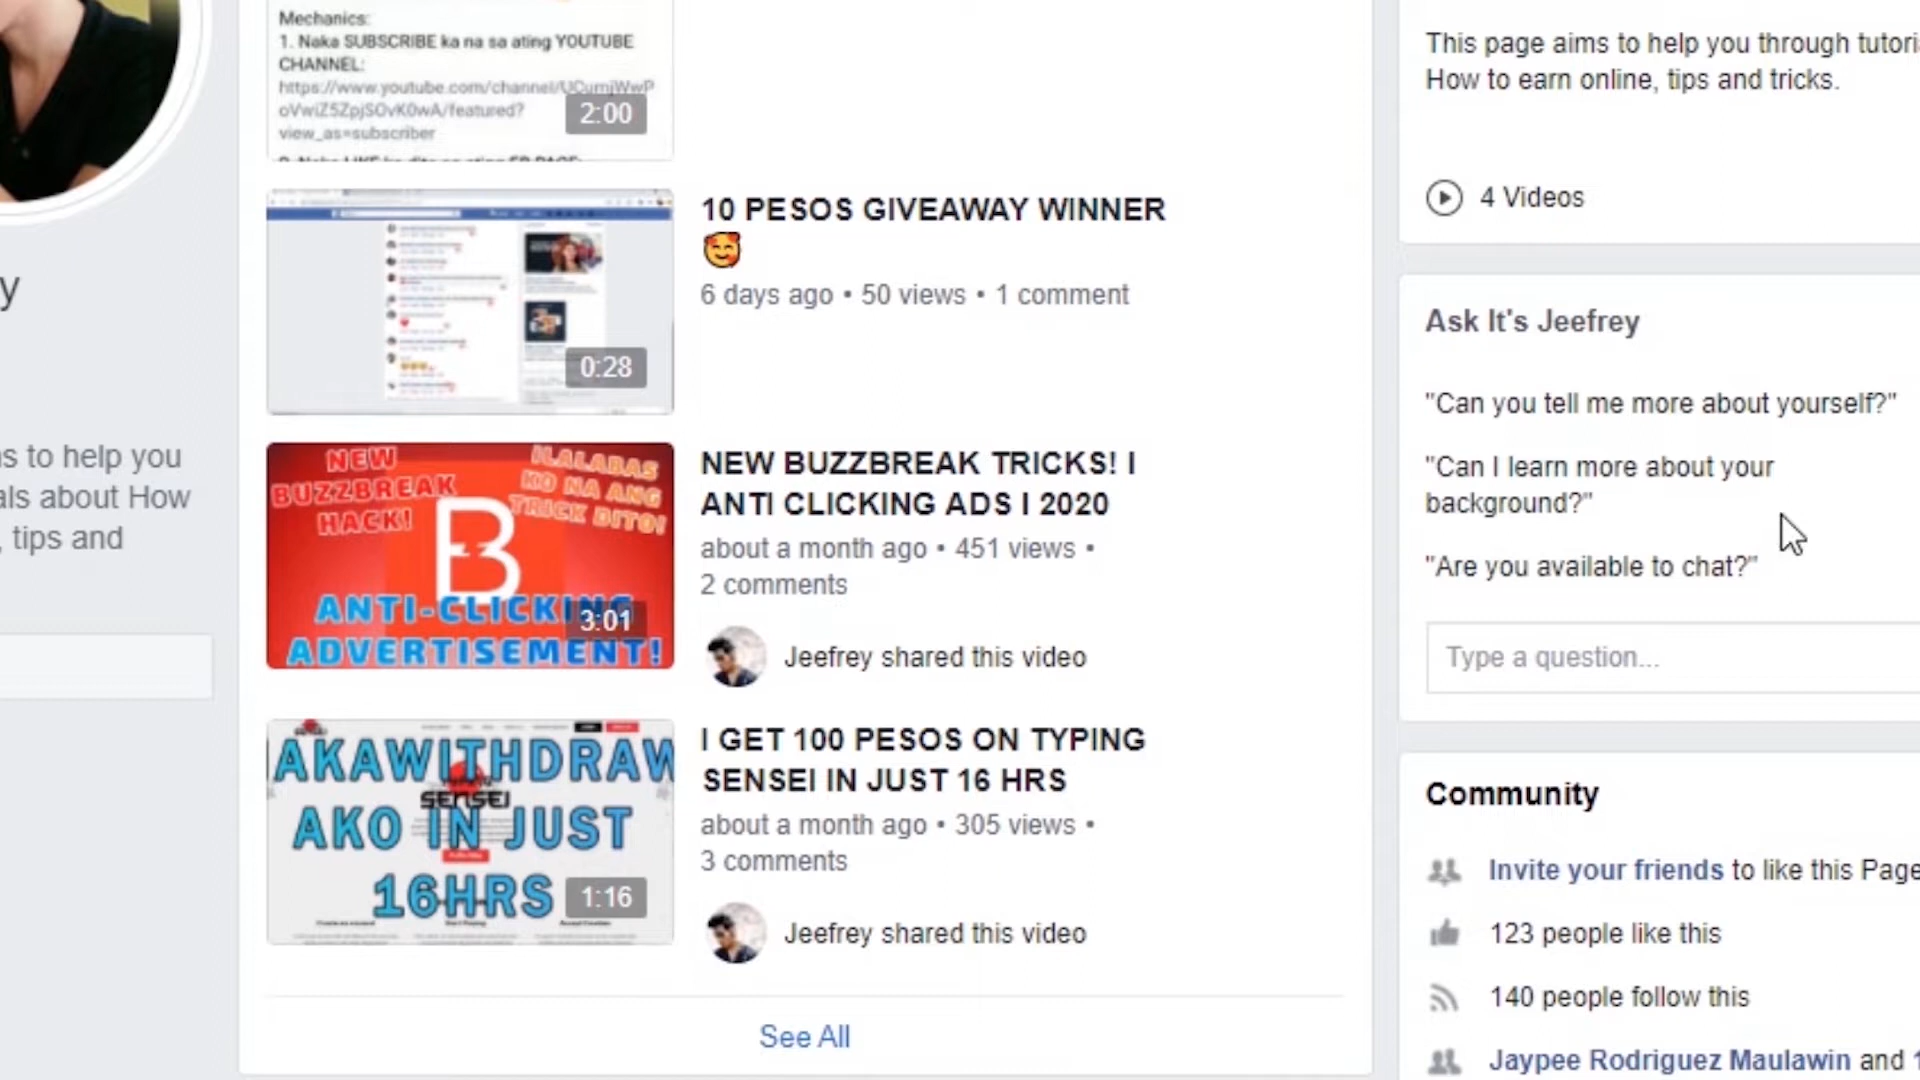 Mechanics:
1. Naka SUBSCRIBE ka na sa ating YOUTUBE
CHANNEL:
https://www.youtube.com/channel/UCumjWwP
oVwiZ5ZpjSOvK0wA/featured?
view_as=subscriber
2:00
10 PESOS GIVEAWAY WINNER
🥰
6 days ago • 50 views • 1 comment
0:28
NEW
BUZZBREAK
HACK!
ILALABAS
KO NA ANG
TRICK DITO!
ANTI-CLICKING
ADVERTISEMENT!
3:01
NEW BUZZBREAK TRICKS! I
ANTI CLICKING ADS I 2020
about a month ago • 451 views •
2 comments
Jeefrey shared this video
AKAWITHDRAW
SENSEI
AKO IN JUST
16HRS
1:16
I GET 100 PESOS ON TYPING
SENSEI IN JUST 16 HRS
about a month ago • 305 views •
3 comments
Jeefrey shared this video
See All
y
s to help you
als about How
, tips and
This page aims to help you through tutori
How to earn online, tips and tricks.
4 Videos
Ask It's Jeefrey
"Can you tell me more about yourself?"
"Can I learn more about your
background?"
"Are you available to chat?"
Type a question...
Community
Invite your friends to like this Page
123 people like this
140 people follow this
Jaypee Rodriguez Maulawin and 1